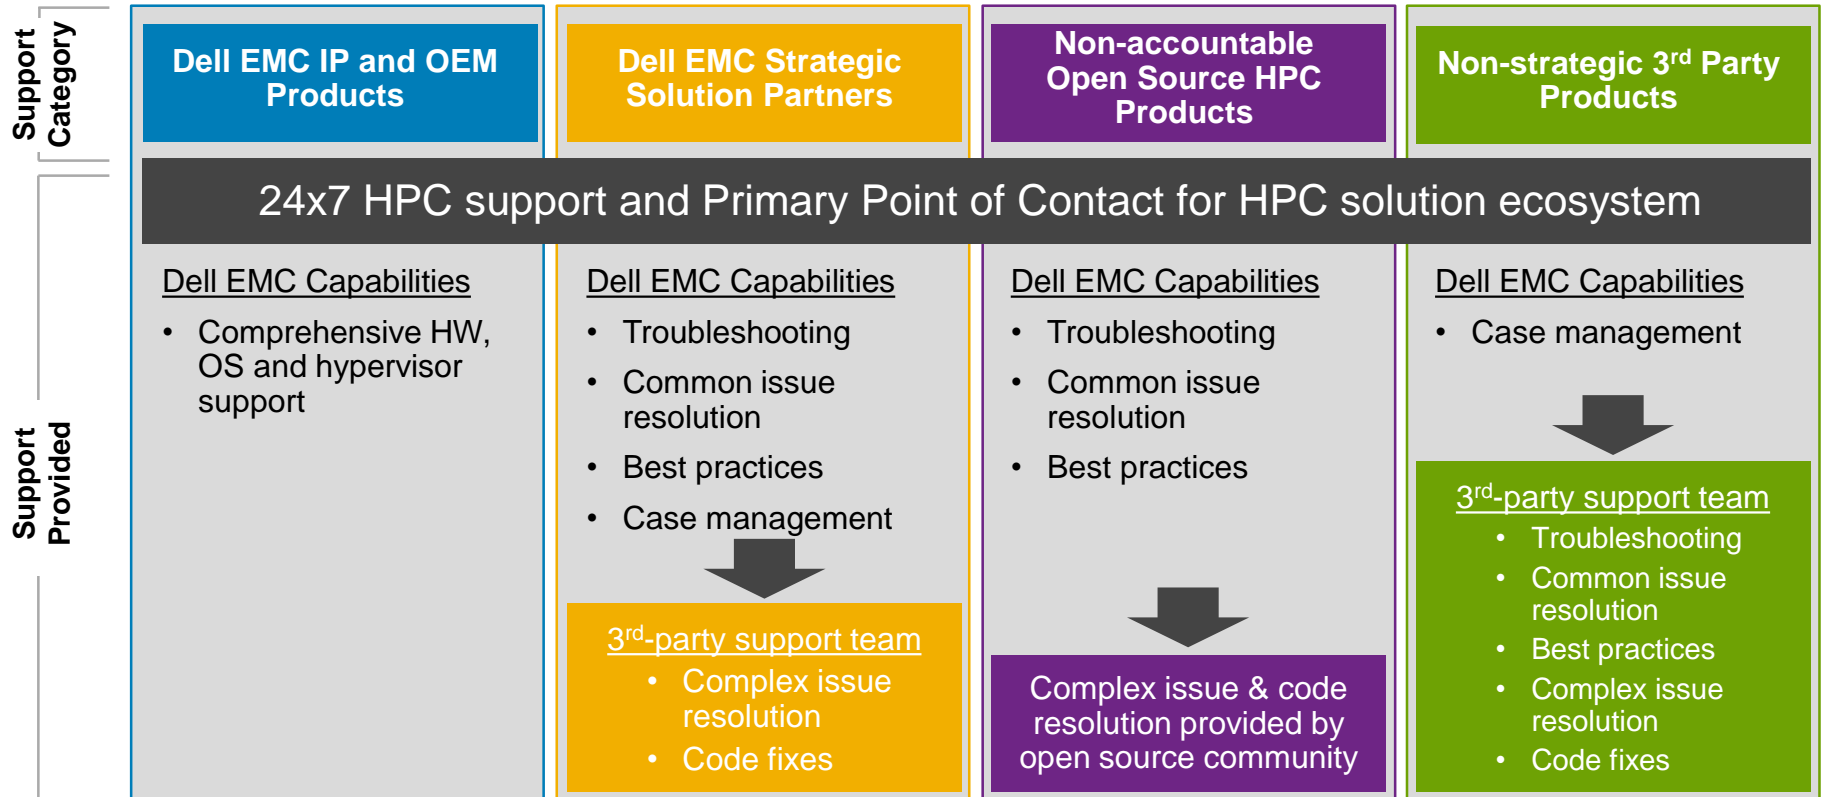 Support
Category
Dell EMC IP and OEM
Products
Dell EMC Strategic
Solution Partners
Non-accountable
Open Source HPC
Products
Non-strategic 3rd Party
Products
24x7 HPC support and Primary Point of Contact for HPC solution ecosystem
Support
Provided
Dell EMC Capabilities
• Comprehensive HW,
OS and hypervisor
support
Dell EMC Capabilities
• Troubleshooting
• Common issue
resolution
• Best practices
• Case management
3rd-party support team
• Complex issue
resolution
• Code fixes
Dell EMC Capabilities
• Troubleshooting
• Common issue
resolution
• Best practices
Complex issue & code
resolution provided by
open source community
Dell EMC Capabilities
• Case management
3rd-party support team
• Troubleshooting
• Common issue
resolution
• Best practices
• Complex issue
resolution
• Code fixes